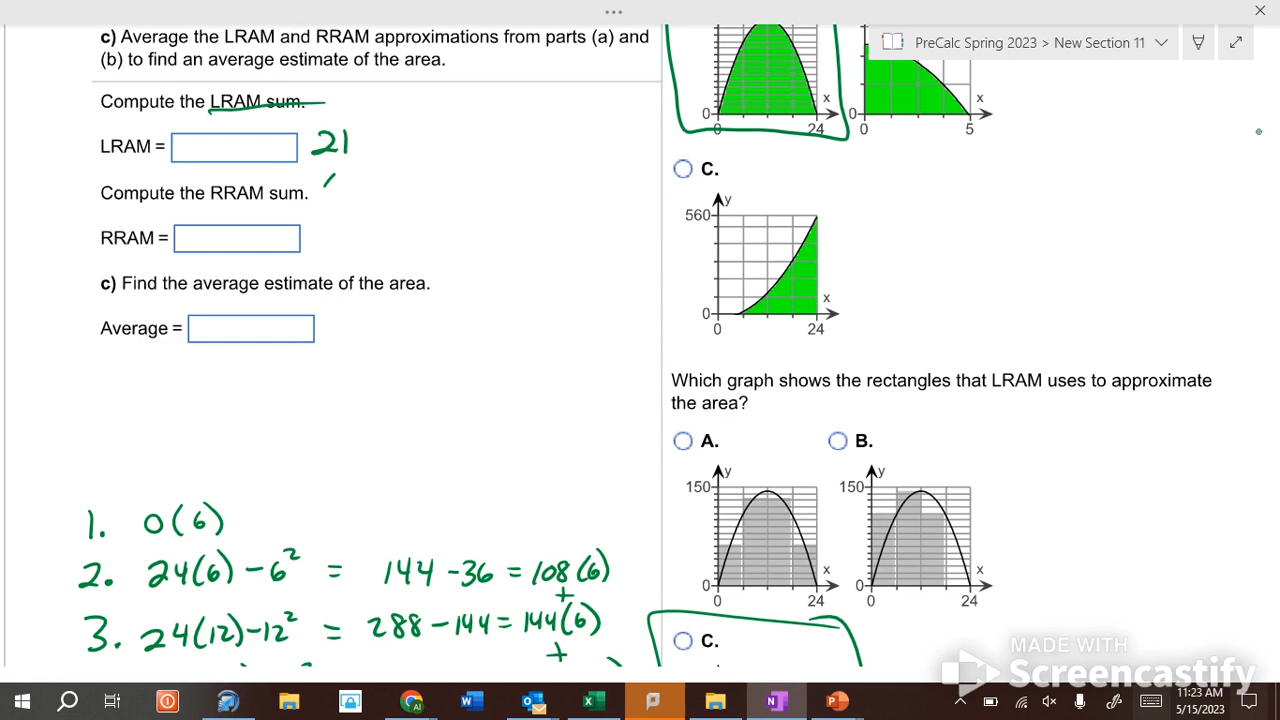 c) Average the LRAM and RRAM approximations from parts (a) and
(b) to find an average estimate of the area.
Compute the LRAM sum.
LRAM =
21
Compute the RRAM sum.
RRAM =
c) Find the average estimate of the area.
Average =
1. 0(6)
2. 24(6) - 6² = 144 - 36 = 108(6)
+
3. 24(12) - 12² = 288 - 144 = 144(6)
+
PreCalc Spring 2023 > New Section 11
0
x
0
24
0
x
0
5
C.
y
560
0
x
0
24
Which graph shows the rectangles that LRAM uses to approximate
the area?
A.
y
150
0
x
0
24
B.
y
150
0
x
0
24
C.
MADE WITH
Screencastify
11:23 AM
5/15/2023